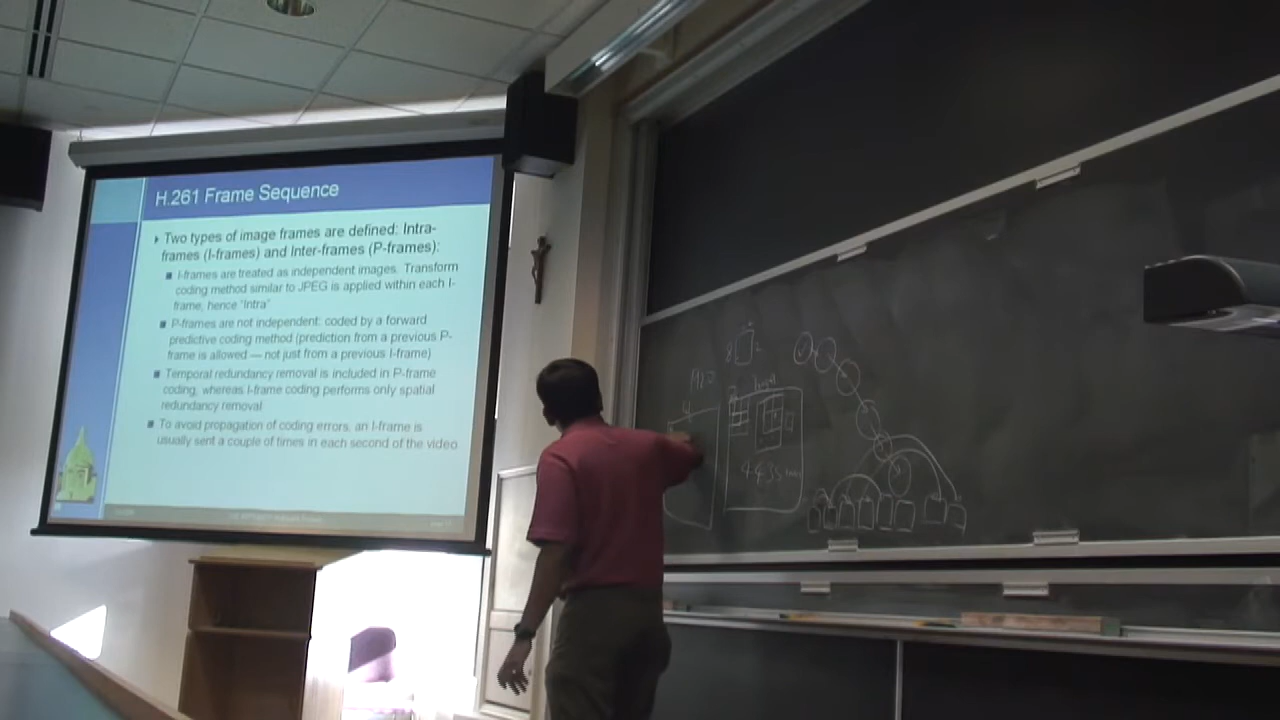 H.261 Frame Sequence
Two types of image frames are defined: Intra-
frames (I-frames) and Inter-frames (P-frames):
I-frames are treated as independent images. Transform
coding method similar to JPEG is applied within each I-
frame, hence "Intra"
P-frames are not independent: coded by a forward
predictive coding method (prediction from a previous P-
frame is allowed — not just from a previous I-frame)
Temporal redundancy removal is included in P-frame
coding, whereas I-frame coding performs only spatial
redundancy removal
To avoid propagation of coding errors, an I-frame is
usually sent a couple of times in each second of the video
8
4